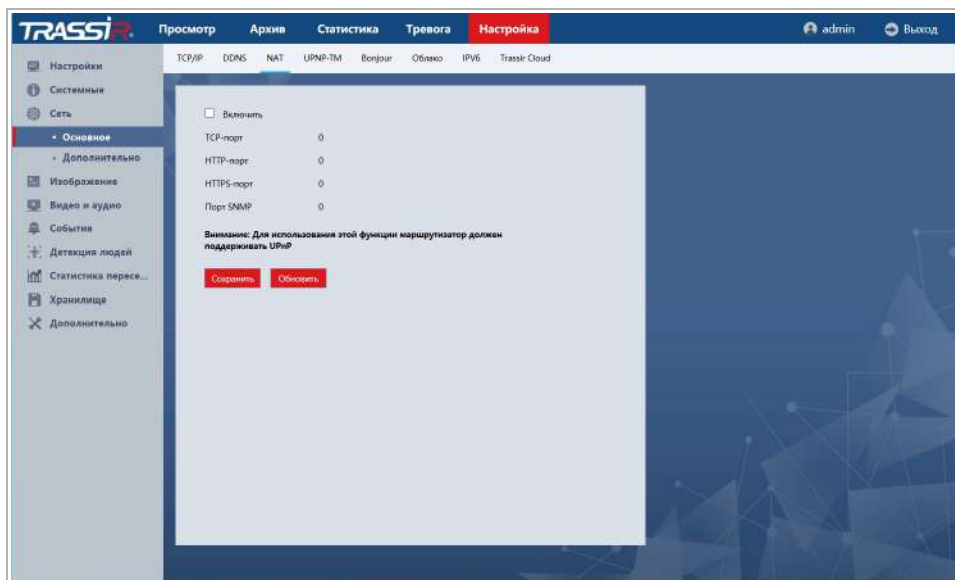 TRASSIR Просмотр Архив Статистика Тревога Настройка admin Выход
TCP/IP DDNS NAT UPNP-TM Bonjour Облако IPV6 Trassir Cloud
Настройки
Системные
Сеть
• Основное
• Дополнительно
Изображение
Видео и аудио
События
Детекция людей
Статистика пересе...
Хранилище
Дополнительно
Включить
TCP-порт 0
HTTP-порт 0
HTTPS-порт 0
Порт SNMP 0
Внимание: Для использования этой функции маршрутизатор должен
поддерживать UPnP
Сохранить Обновить